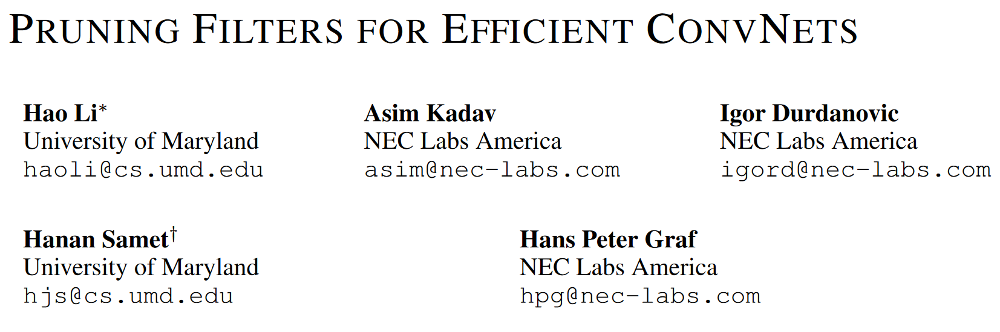 PRUNING FILTERS FOR EFFICIENT CONVNETS
Hao Li*
University of Maryland
haoli@cs.umd.edu
Asim Kadav
NEC Labs America
asim@nec-labs.com
Igor Durdanovic
NEC Labs America
igord@nec-labs.com
Hanan Samet†
University of Maryland
hjs@cs.umd.edu
Hans Peter Graf
NEC Labs America
hpg@nec-labs.com